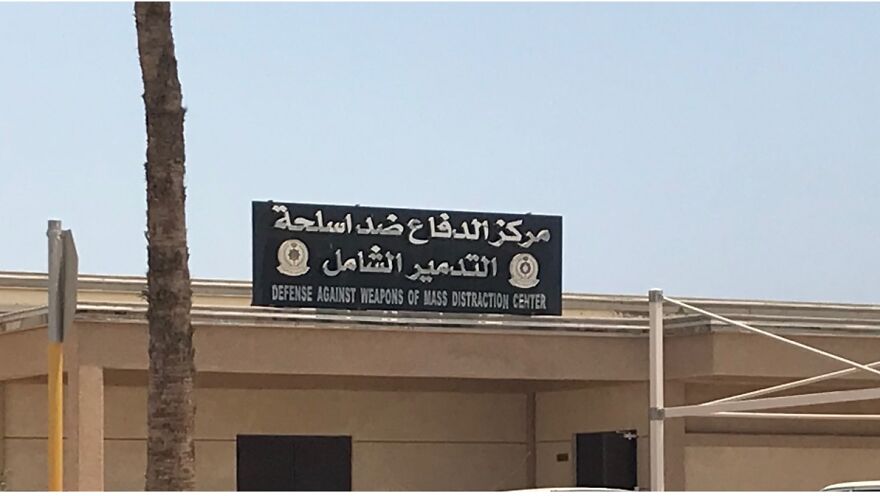 مركز الدفاع ضد اسلحة
التدمير الشامل
DEFENSE AGAINST WEAPONS OF MASS DISTRACTION CENTER